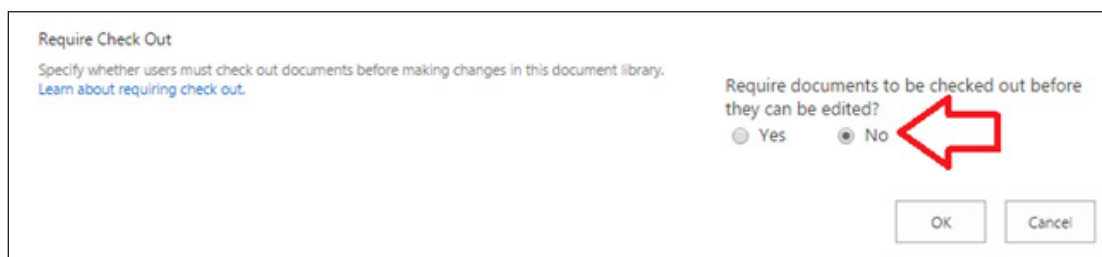 Require Check Out
Specify whether users must check out documents before making changes in this document library.
Learn about requiring check out.
Require documents to be checked out before
they can be edited?
Yes No
OK Cancel